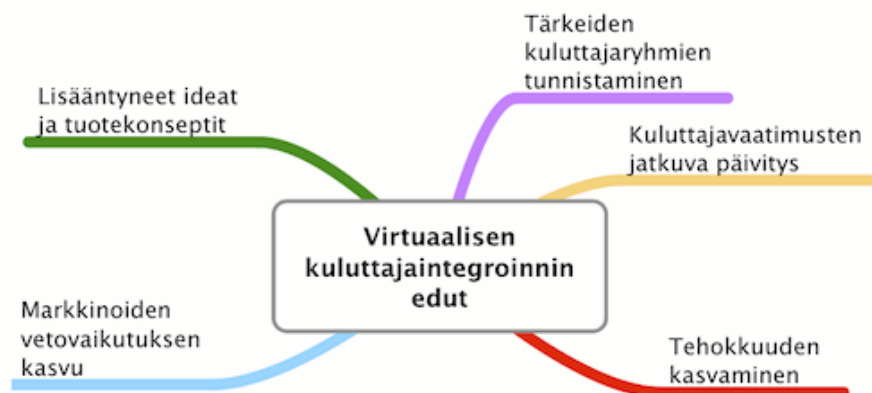 Tärkeiden
kuluttajaryhmien
tunnistaminen
Lisääntyneet ideat
ja tuotekonseptit
Kuluttajavaatimusten
jatkuva päivitys
Virtuaalisen
kuluttajaintegroinnin
edut
Markkinoiden
vetovaikutuksen
kasvu
Tehokkuuden
kasvaminen